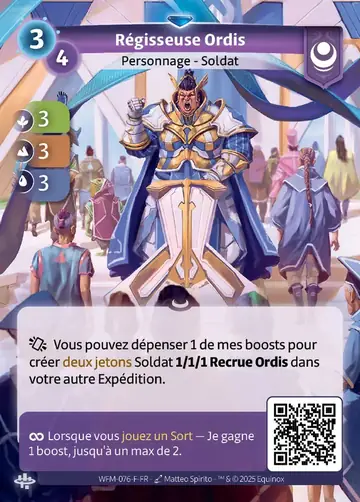 3
4
Régisseuse Ordis
Personnage - Soldat
3
3
3
Vous pouvez dépenser 1 de mes boosts pour
créer deux jetons Soldat 1/1/1 Recrue Ordis dans
votre autre Expédition.
∞ Lorsque vous jouez un Sort — Je gagne
1 boost, jusqu'à un max de 2.
WFM-076-F-FR - Matteo Spirito - ™ & © 2025 Equinox